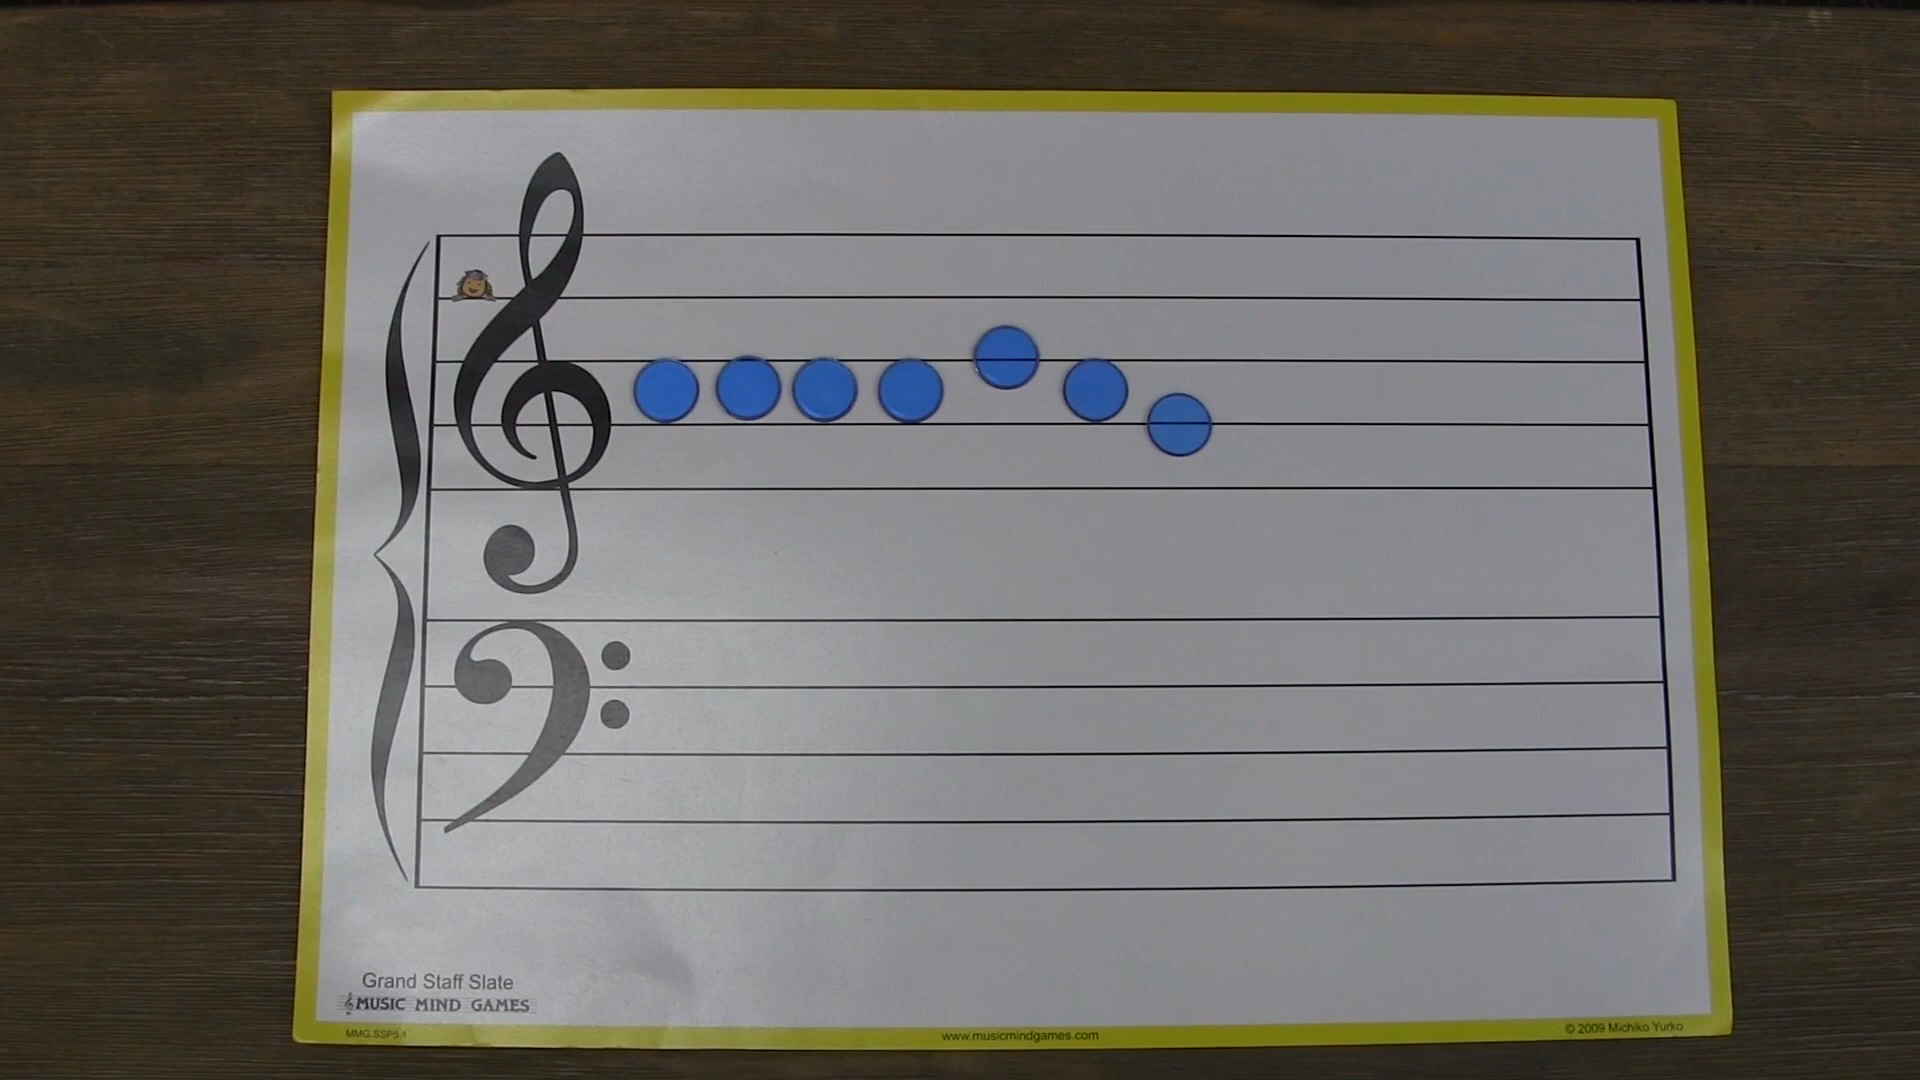 Grand Staff Slate
MUSIC MIND GAMES
MMG.SSP5.1
www.musicmindgames.com
© 2009 Michiko Yurko